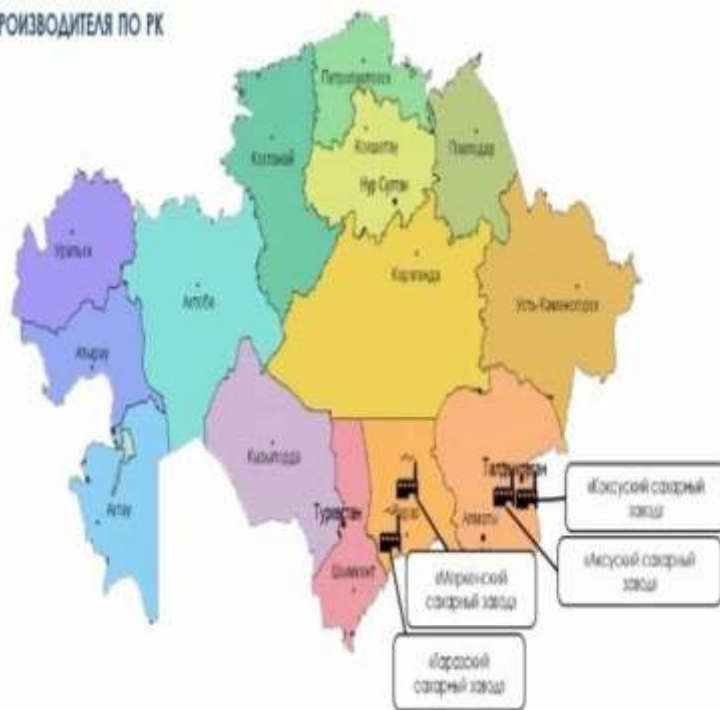 РОИЗВОДИТЕЛЯ ПО РК
Петропавловск
Костанай
Кокшетау
Павлодар
Нур Султан
Уральск
Караганда
Актобе
Усть-Каменогорск
Атырау
Кызылорда
Талдыкорган
Актау
Туркестан
Тараз
Алматы
«Коксуский сахарный
завод»
«Аксуский сахарный
завод»
Шымкент
«Меркенский
сахарный завод»
«Таразский
сахарный завод»